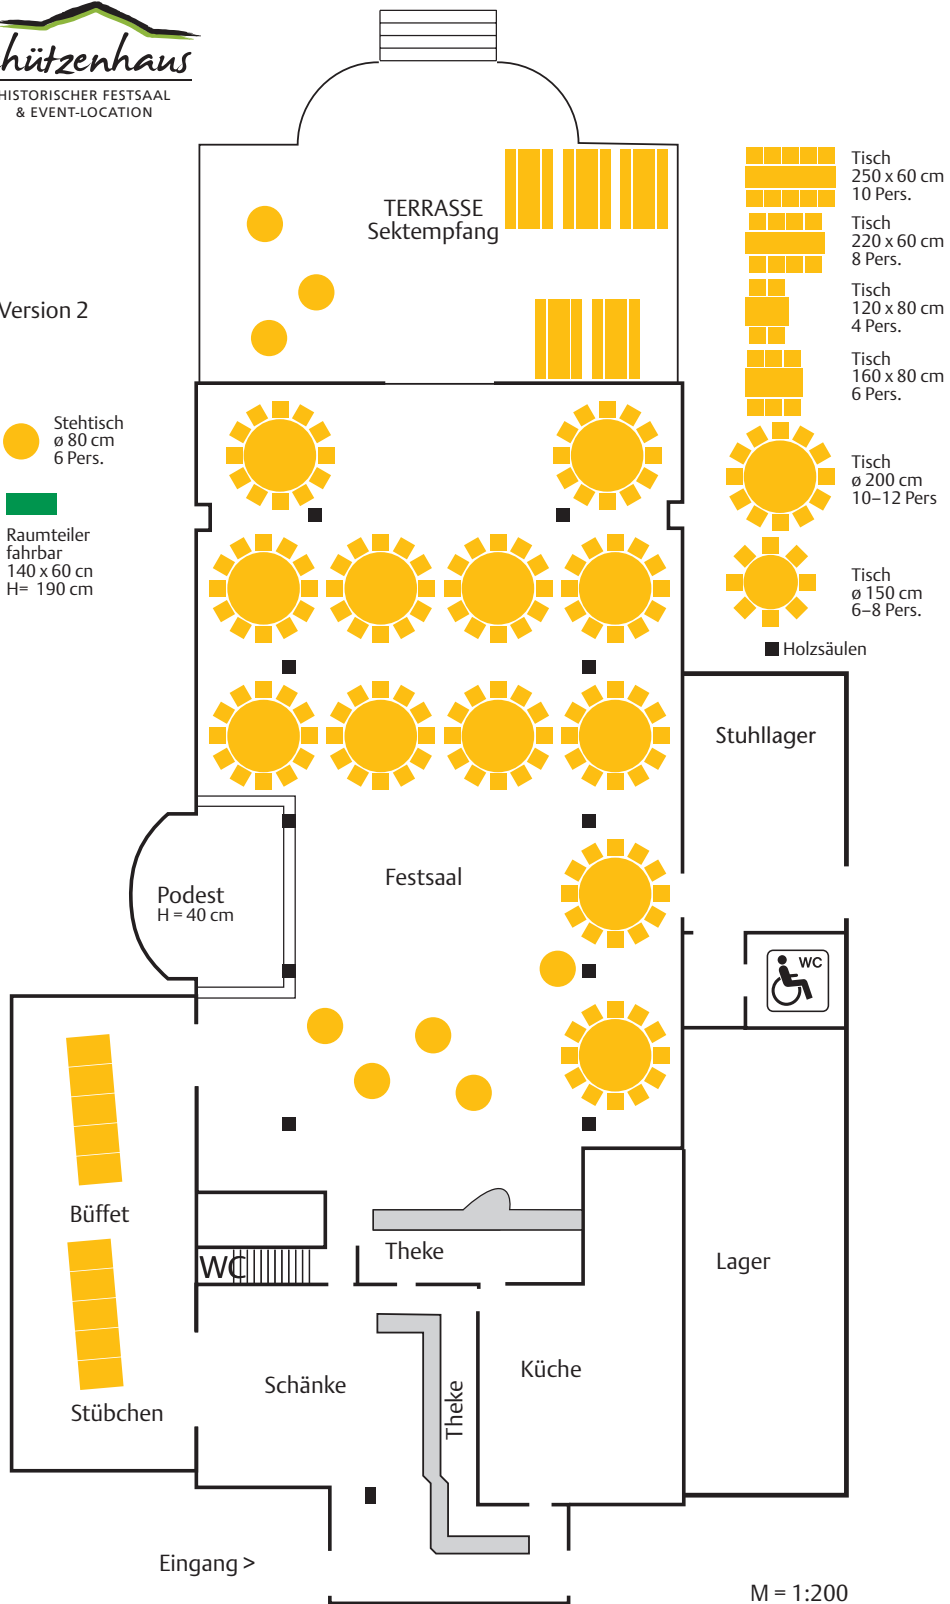 hützenhaus
HISTORISCHER FESTSAAL
& EVENT-LOCATION
TERRASSE
Sektempfang
Version 2
Stehtisch
ø 80 cm
6 Pers.
Raumteiler
fahrbar
140 x 60 cn
H= 190 cm
Tisch
250 x 60 cm
10 Pers.
Tisch
220 x 60 cm
8 Pers.
Tisch
120 x 80 cm
4 Pers.
Tisch
160 x 80 cm
6 Pers.
Tisch
ø 200 cm
10–12 Pers
Tisch
ø 150 cm
6–8 Pers.
Holzsäulen
Stuhllager
Festsaal
Podest
H = 40 cm
WC
Büffet
Theke
WC
Lager
Küche
Schänke
Theke
Stübchen
Eingang >
M = 1:200